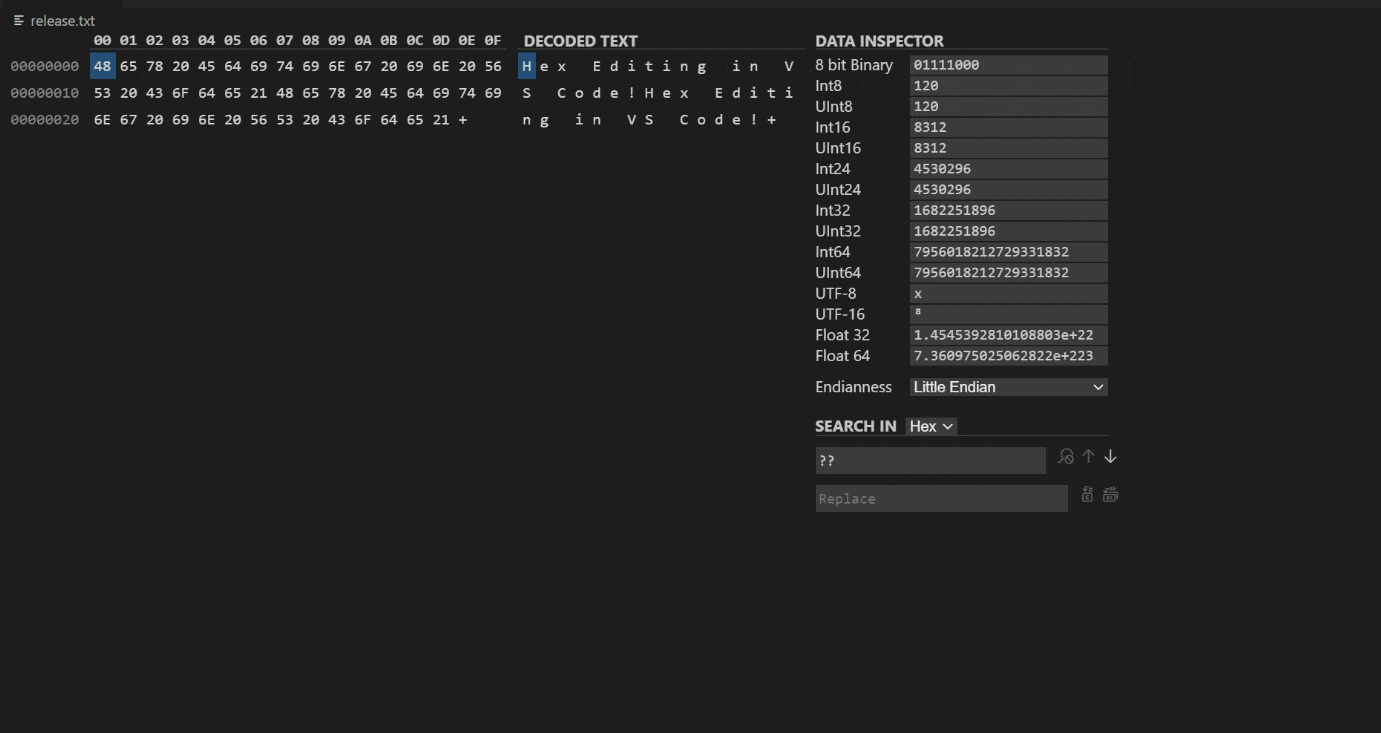 release.txt
00 01 02 03 04 05 06 07 08 09 0A 0B 0C 0D 0E 0F DECODED TEXT
00000000 48 65 78 20 45 64 69 74 69 6E 67 20 69 6E 20 56 H e x   E d i t i n g   i n   V
00000010 53 20 43 6F 64 65 21 48 65 78 20 45 64 69 74 69 S   C o d e ! H e x   E d i t i
00000020 6E 67 20 69 6E 20 56 53 20 43 6F 64 65 21 + n g   i n   V S   C o d e ! +
DATA INSPECTOR
8 bit Binary 01111000
Int8 120
UInt8 120
Int16 8312
UInt16 8312
Int24 4530296
UInt24 4530296
Int32 1682251896
UInt32 1682251896
Int64 7956018212729331832
UInt64 7956018212729331832
UTF-8 x
UTF-16 ⁸
Float 32 1.4545392810108803e+22
Float 64 7.360975025062822e+223
Endianness Little Endian
SEARCH IN Hex
??
Replace